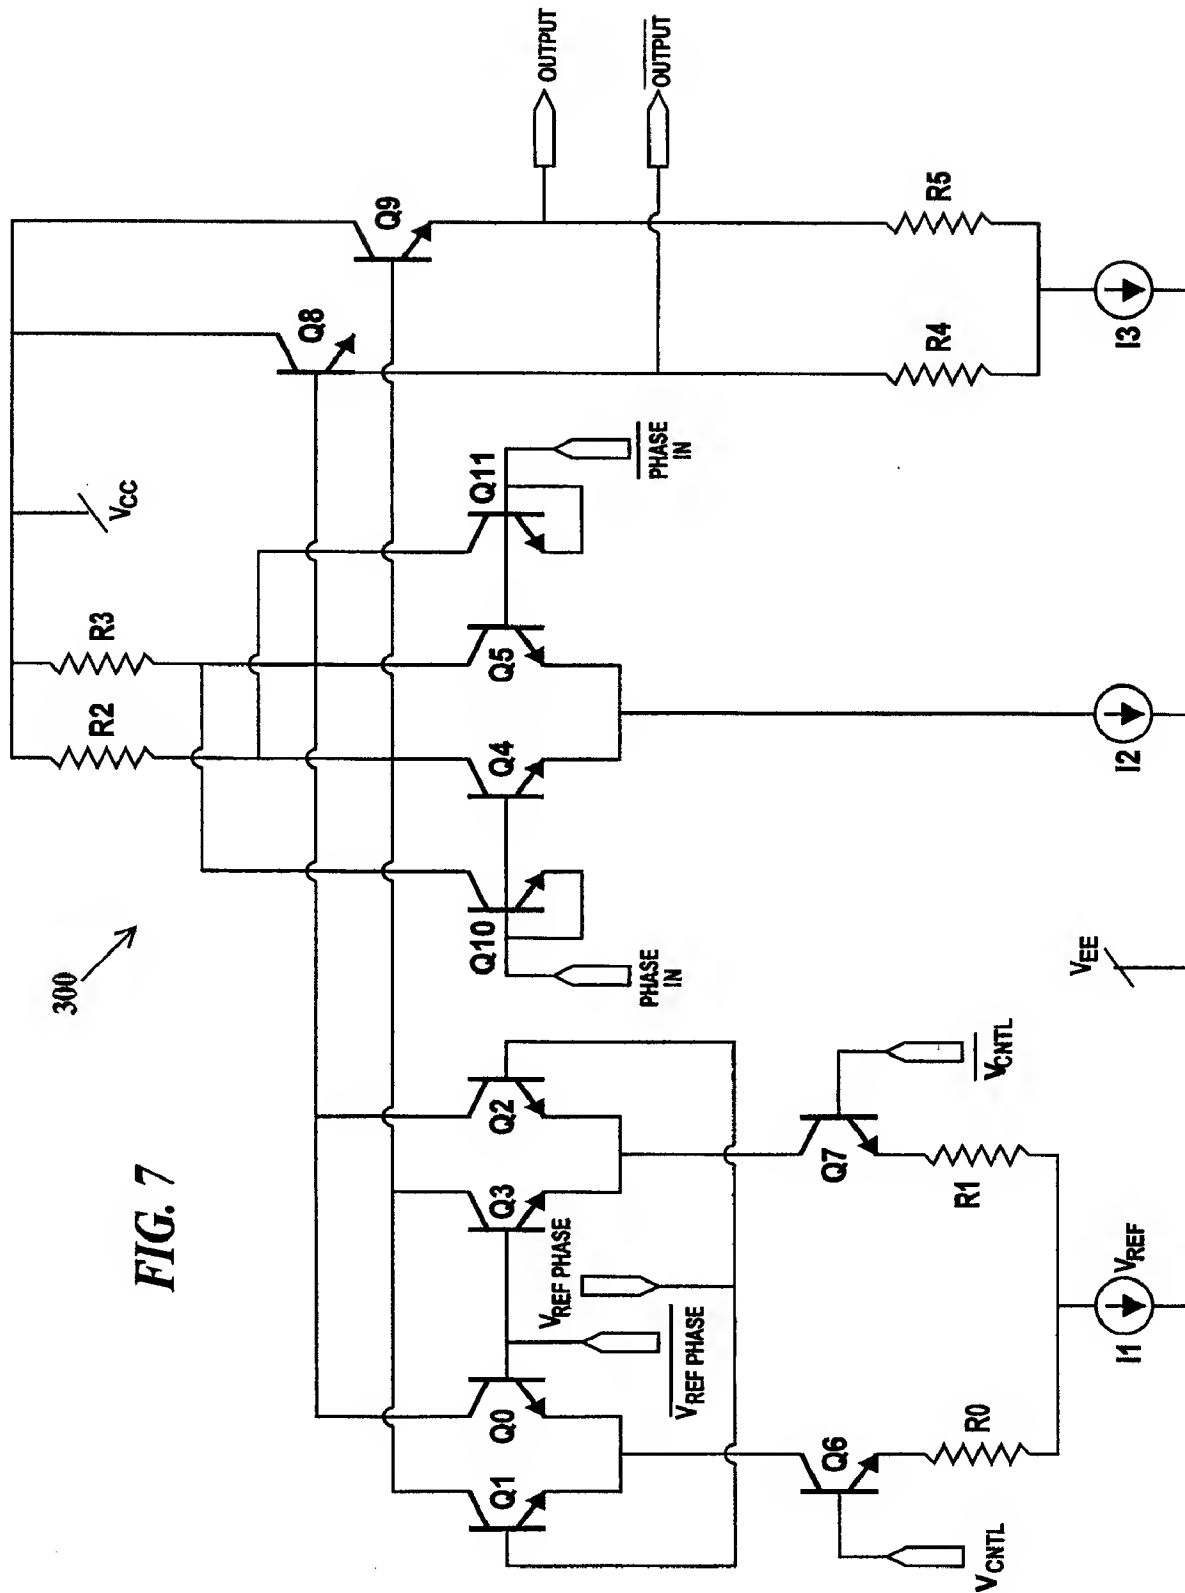 FIG. 7
300
VCC
R2
R3
Q8
Q9
OUTPUT
OUTPUT
Q1
Q0
Q3
Q2
Q10
Q4
Q5
Q11
PHASE
IN
PHASE
IN
VREF PHASE
VREF PHASE
Q6
Q7
VCNTL
VCNTL
R0
R1
R4
R5
I1
VREF
VEE
I2
I3